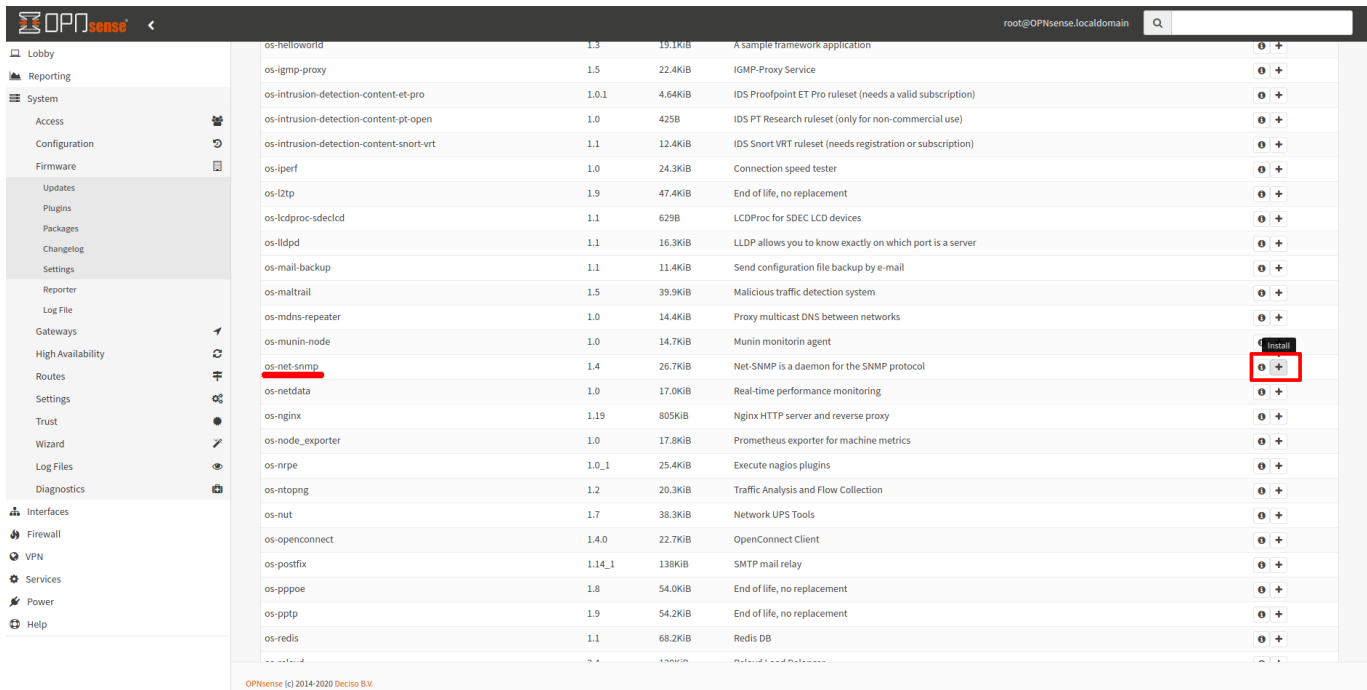 OPNsense
root@OPNsense.localdomain
Lobby
Reporting
System
Access
Configuration
Firmware
Updates
Plugins
Packages
Changelog
Settings
Reporter
Log File
Gateways
High Availability
Routes
Settings
Trust
Wizard
Log Files
Diagnostics
Interfaces
Firewall
VPN
Services
Power
Help
os-helloworld 1.3 19.1KiB A sample framework application
os-igmp-proxy 1.5 22.4KiB IGMP-Proxy Service
os-intrusion-detection-content-et-pro 1.0.1 4.64KiB IDS Proofpoint ET Pro ruleset (needs a valid subscription)
os-intrusion-detection-content-pt-open 1.0 425B IDS PT Research ruleset (only for non-commercial use)
os-intrusion-detection-content-snort-vrt 1.1 12.4KiB IDS Snort VRT ruleset (needs registration or subscription)
os-iperf 1.0 24.3KiB Connection speed tester
os-l2tp 1.9 47.4KiB End of life, no replacement
os-lcdproc-sdeclcd 1.1 629B LCDProc for SDEC LCD devices
os-lldpd 1.1 16.3KiB LLDP allows you to know exactly on which port is a server
os-mail-backup 1.1 11.4KiB Send configuration file backup by e-mail
os-maltrail 1.5 39.9KiB Malicious traffic detection system
os-mdns-repeater 1.0 14.4KiB Proxy multicast DNS between networks
os-munin-node 1.0 14.7KiB Munin monitorin agent
Install
os-net-snmp 1.4 26.7KiB Net-SNMP is a daemon for the SNMP protocol
os-netdata 1.0 17.0KiB Real-time performance monitoring
os-nginx 1.19 805KiB Nginx HTTP server and reverse proxy
os-node_exporter 1.0 17.8KiB Prometheus exporter for machine metrics
os-nrpe 1.0_1 25.4KiB Execute nagios plugins
os-ntopng 1.2 20.3KiB Traffic Analysis and Flow Collection
os-nut 1.7 38.3KiB Network UPS Tools
os-openconnect 1.4.0 22.7KiB OpenConnect Client
os-postfix 1.14_1 138KiB SMTP mail relay
os-pppoe 1.8 54.0KiB End of life, no replacement
os-pptp 1.9 54.2KiB End of life, no replacement
os-redis 1.1 68.2KiB Redis DB
OPNsense (c) 2014-2020 Deciso B.V.